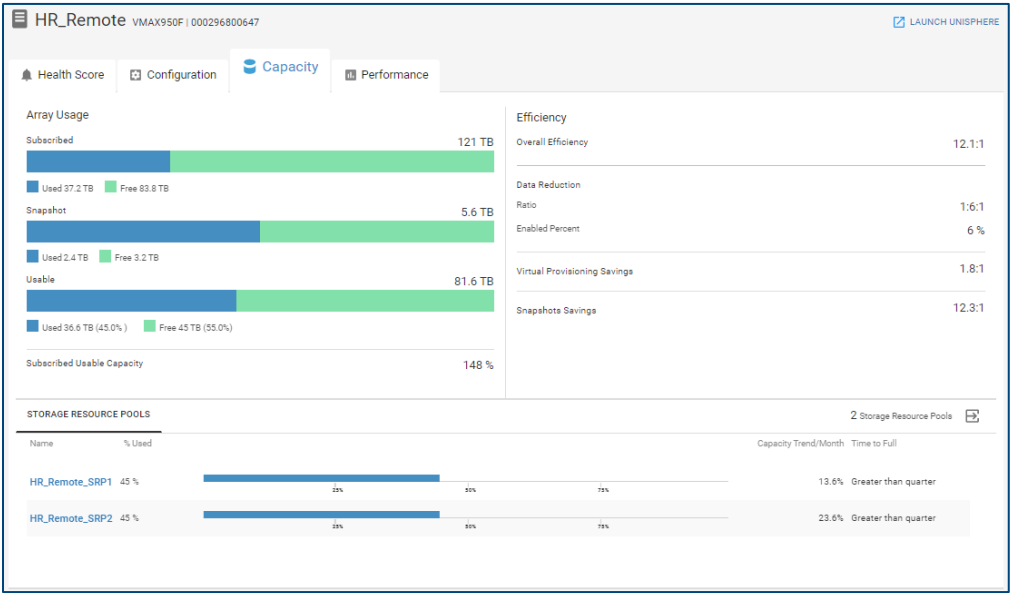 HR_Remote VMAX950F | 000296800647
LAUNCH UNISPHERE
Health Score
Configuration
Capacity
Performance
Array Usage
Subscribed 121 TB
Used 37.2 TB Free 83.8 TB
Snapshot 5.6 TB
Used 2.4 TB Free 3.2 TB
Usable 81.6 TB
Used 36.6 TB (45.0% ) Free 45 TB (55.0%)
Subscribed Usable Capacity 148 %
Efficiency
Overall Efficiency 12.1:1
Data Reduction
Ratio 1:6:1
Enabled Percent 6 %
Virtual Provisioning Savings 1.8:1
Snapshots Savings 12.3:1
STORAGE RESOURCE POOLS 2 Storage Resource Pools
Name % Used Capacity Trend/Month Time to Full
HR_Remote_SRP1 45 % 13.6% Greater than quarter
25% 50% 75%
HR_Remote_SRP2 45 % 23.6% Greater than quarter
25% 50% 75%